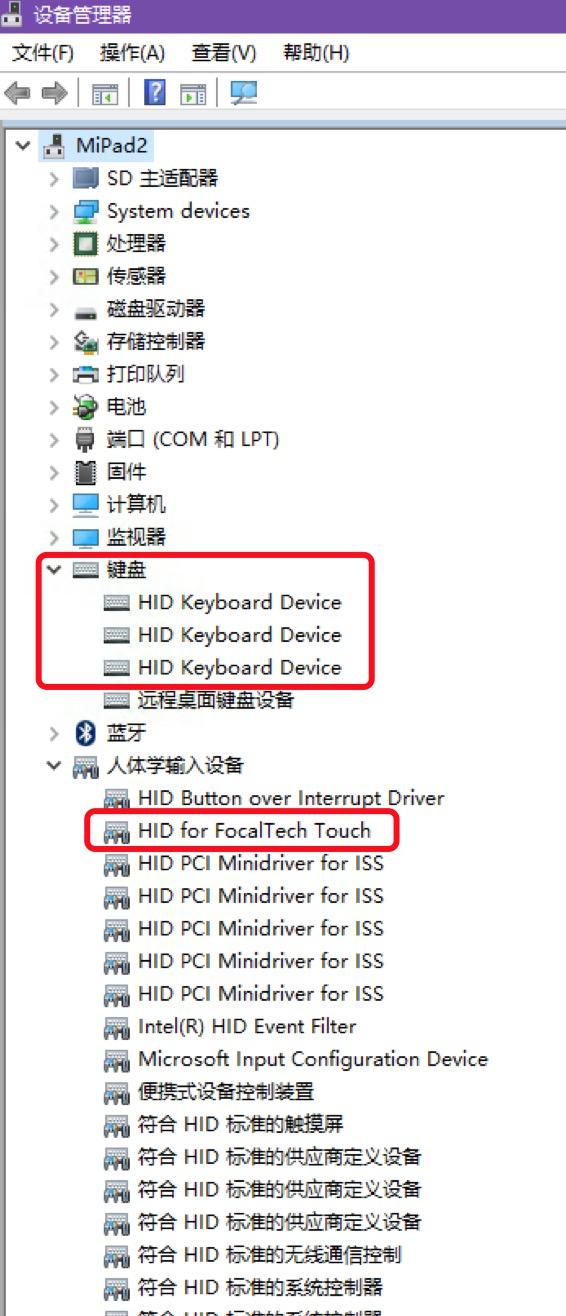 设备管理器
文件(F) 操作(A) 查看(V) 帮助(H)
MiPad2
SD 主适配器
System devices
处理器
传感器
磁盘驱动器
存储控制器
打印队列
电池
端口 (COM 和 LPT)
固件
计算机
监视器
键盘
HID Keyboard Device
HID Keyboard Device
HID Keyboard Device
远程桌面键盘设备
蓝牙
人体学输入设备
HID Button over Interrupt Driver
HID for FocalTech Touch
HID PCI Minidriver for ISS
HID PCI Minidriver for ISS
HID PCI Minidriver for ISS
HID PCI Minidriver for ISS
HID PCI Minidriver for ISS
Intel(R) HID Event Filter
Microsoft Input Configuration Device
便携式设备控制装置
符合 HID 标准的触摸屏
符合 HID 标准的供应商定义设备
符合 HID 标准的供应商定义设备
符合 HID 标准的供应商定义设备
符合 HID 标准的无线通信控制
符合 HID 标准的系统控制器